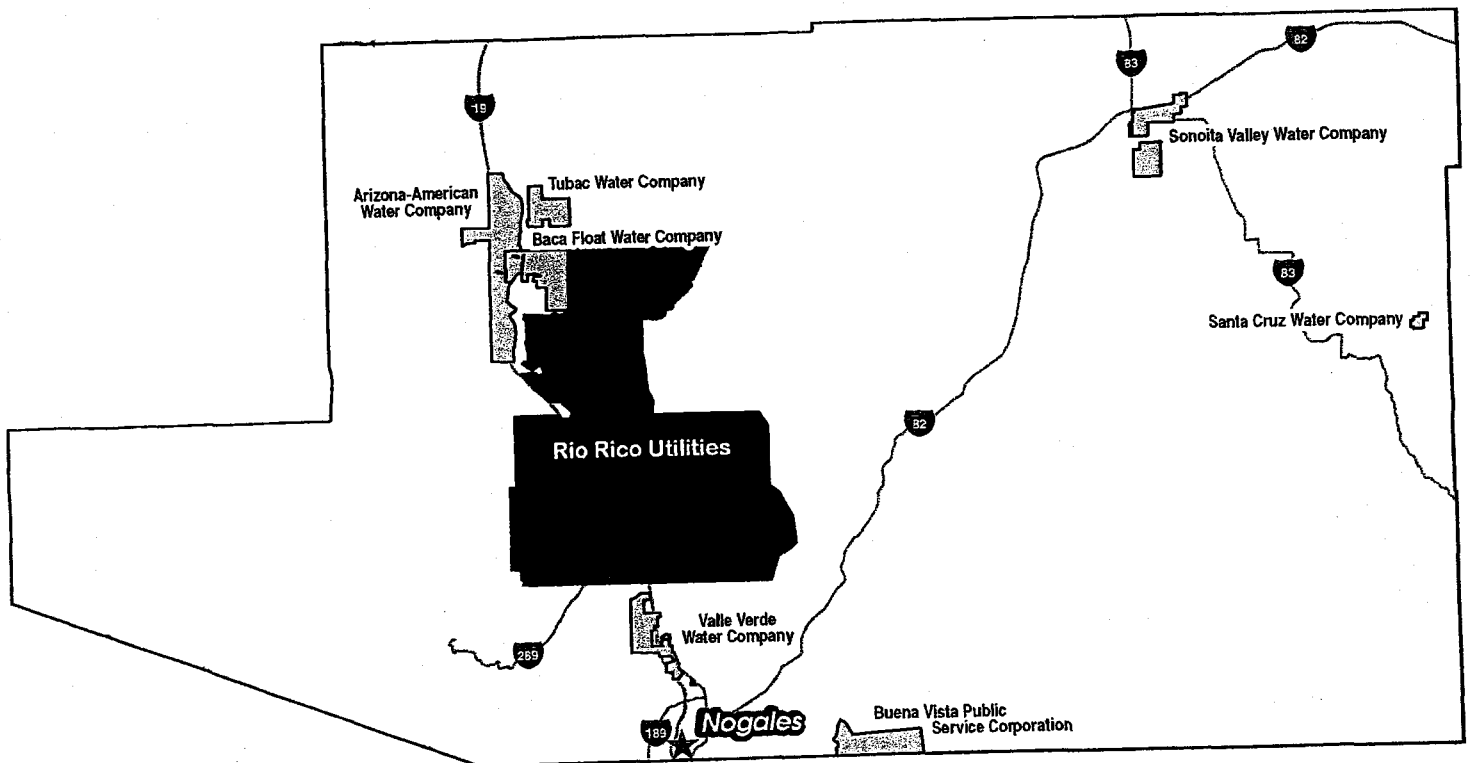 82
83
19
Sonoita Valley Water Company
Tubac Water Company
Arizona-American
Water Company
Baca Float Water Company
83
Santa Cruz Water Company
82
Rio Rico Utilities
Valle Verde
Water Company
289
Buena Vista Public
Service Corporation
Nogales
189